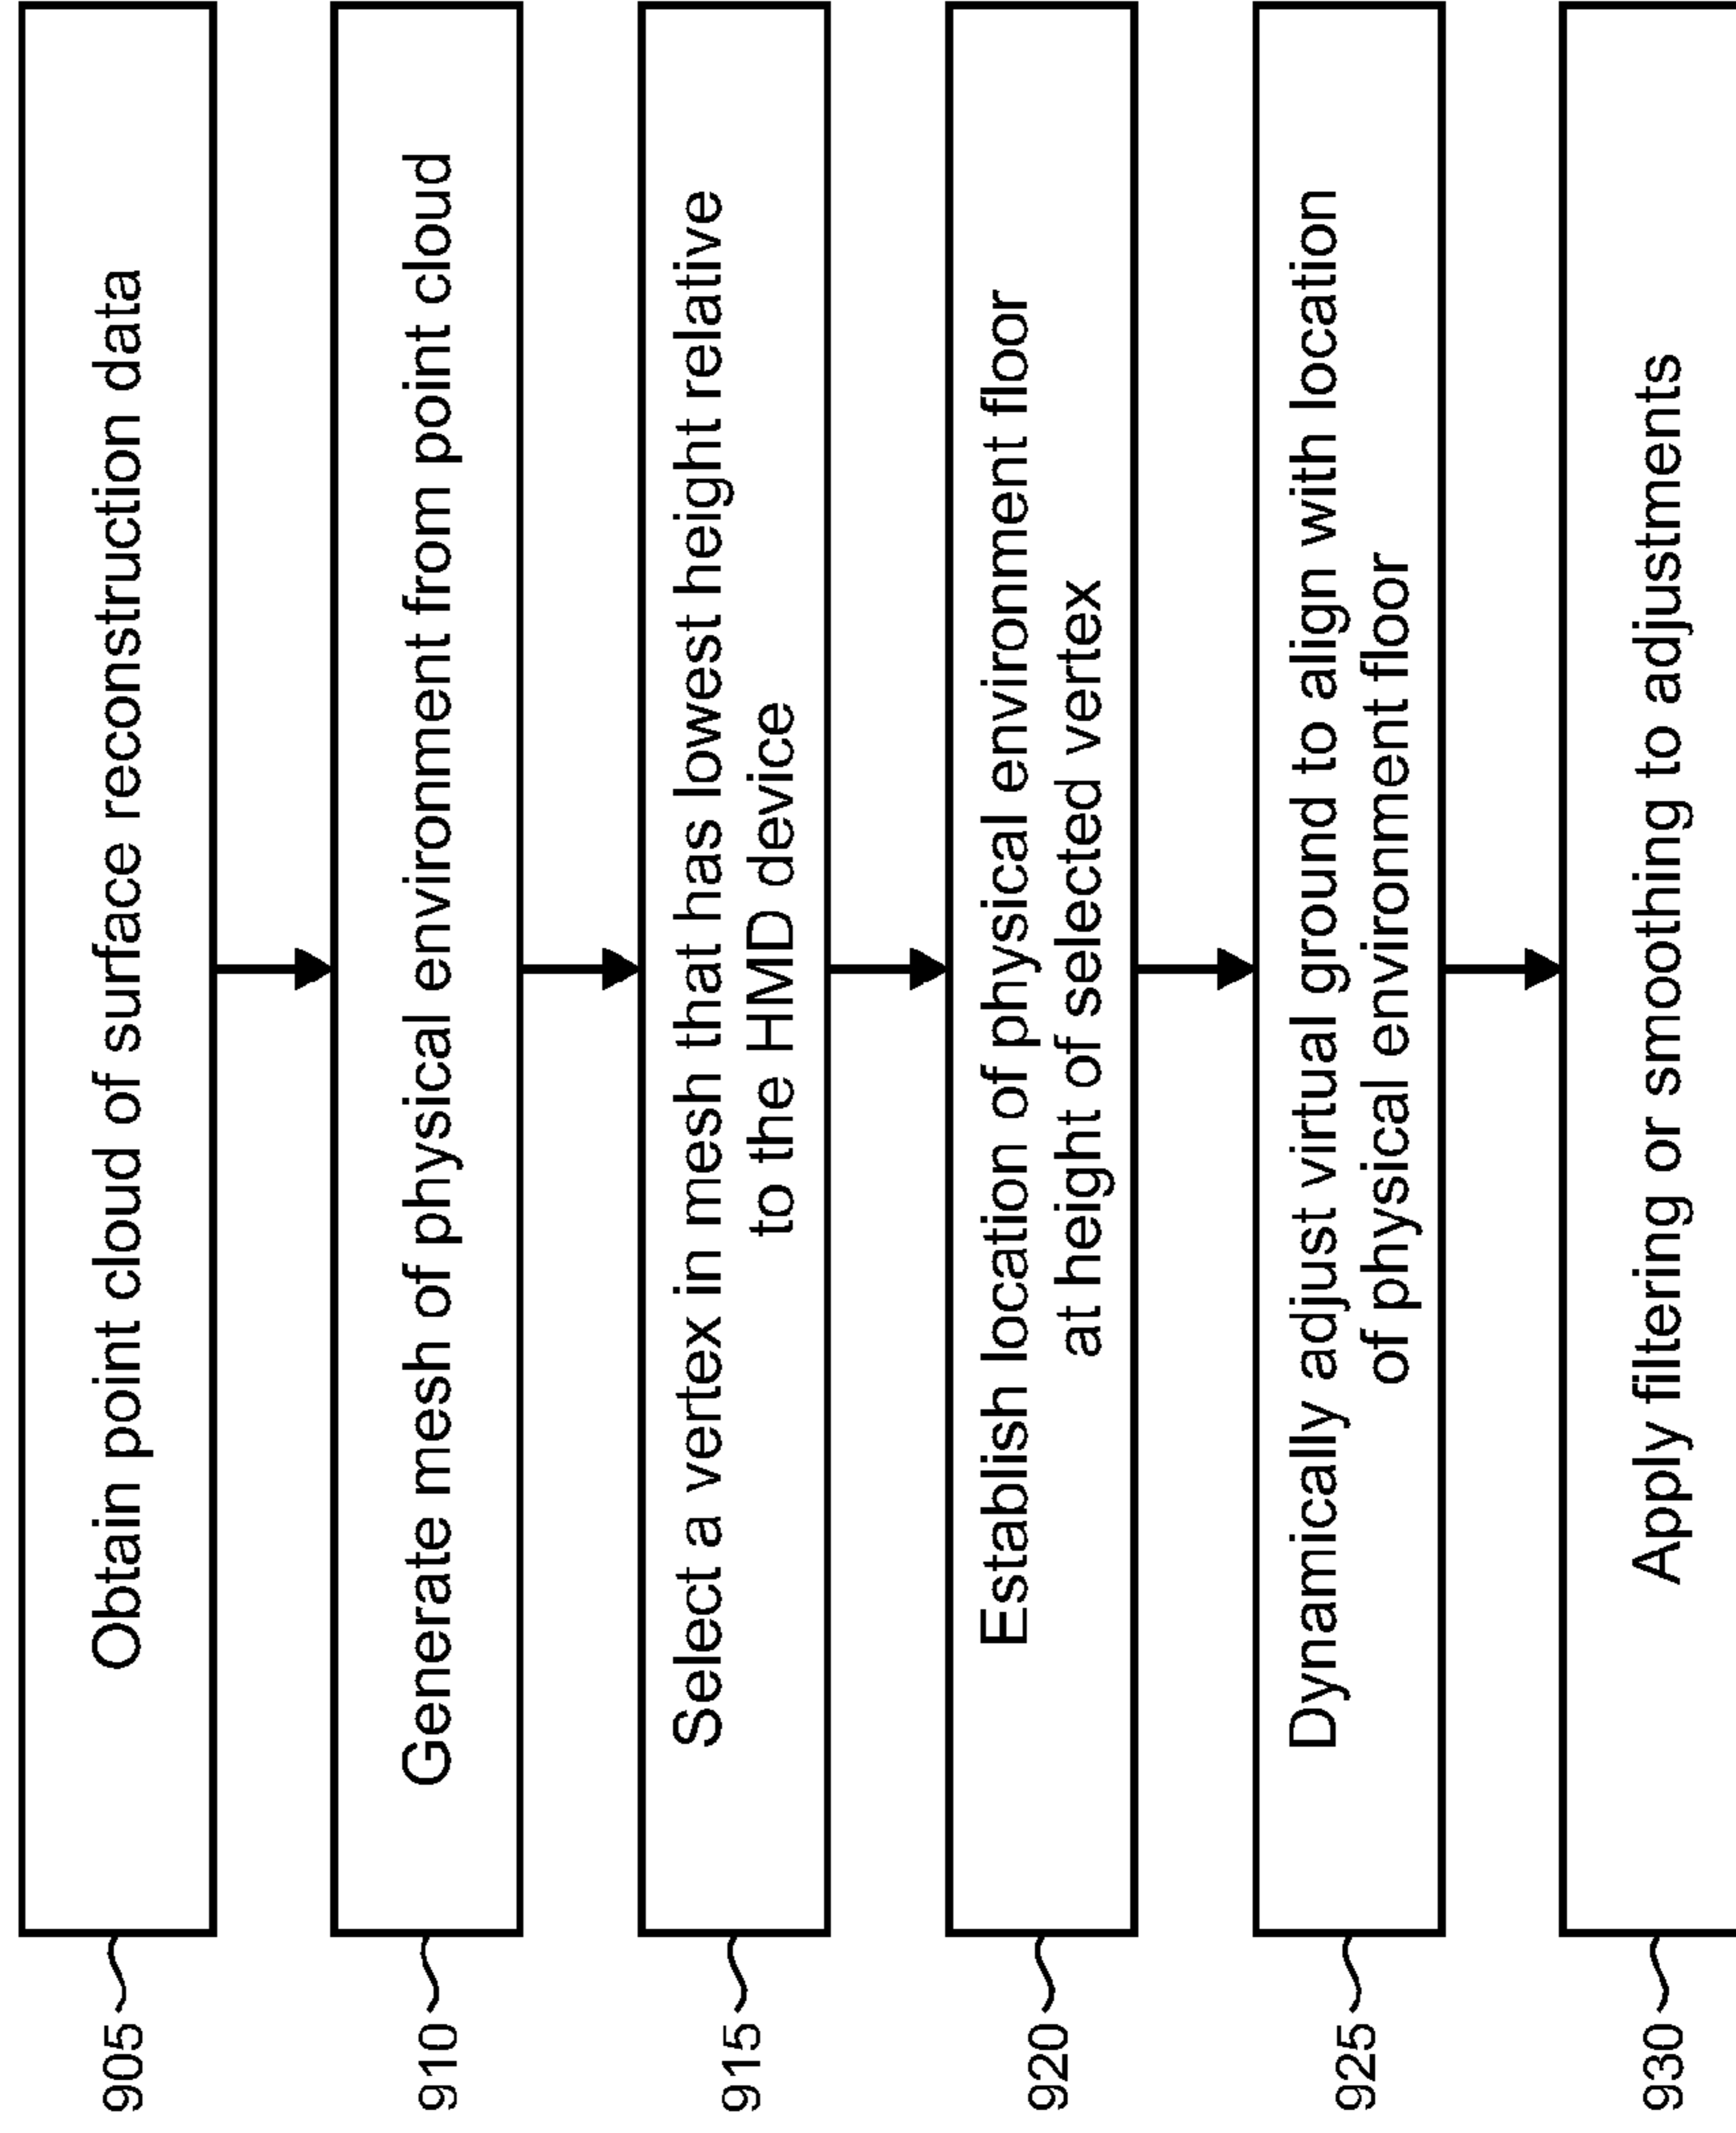 905
Obtain point cloud of surface reconstruction data
910
Generate mesh of physical environment from point cloud
915
Select a vertex in mesh that has lowest height relative
to the HMD device
920
Establish location of physical environment floor
at height of selected vertex
925
Dynamically adjust virtual ground to align with location
of physical environment floor
930
Apply filtering or smoothing to adjustments